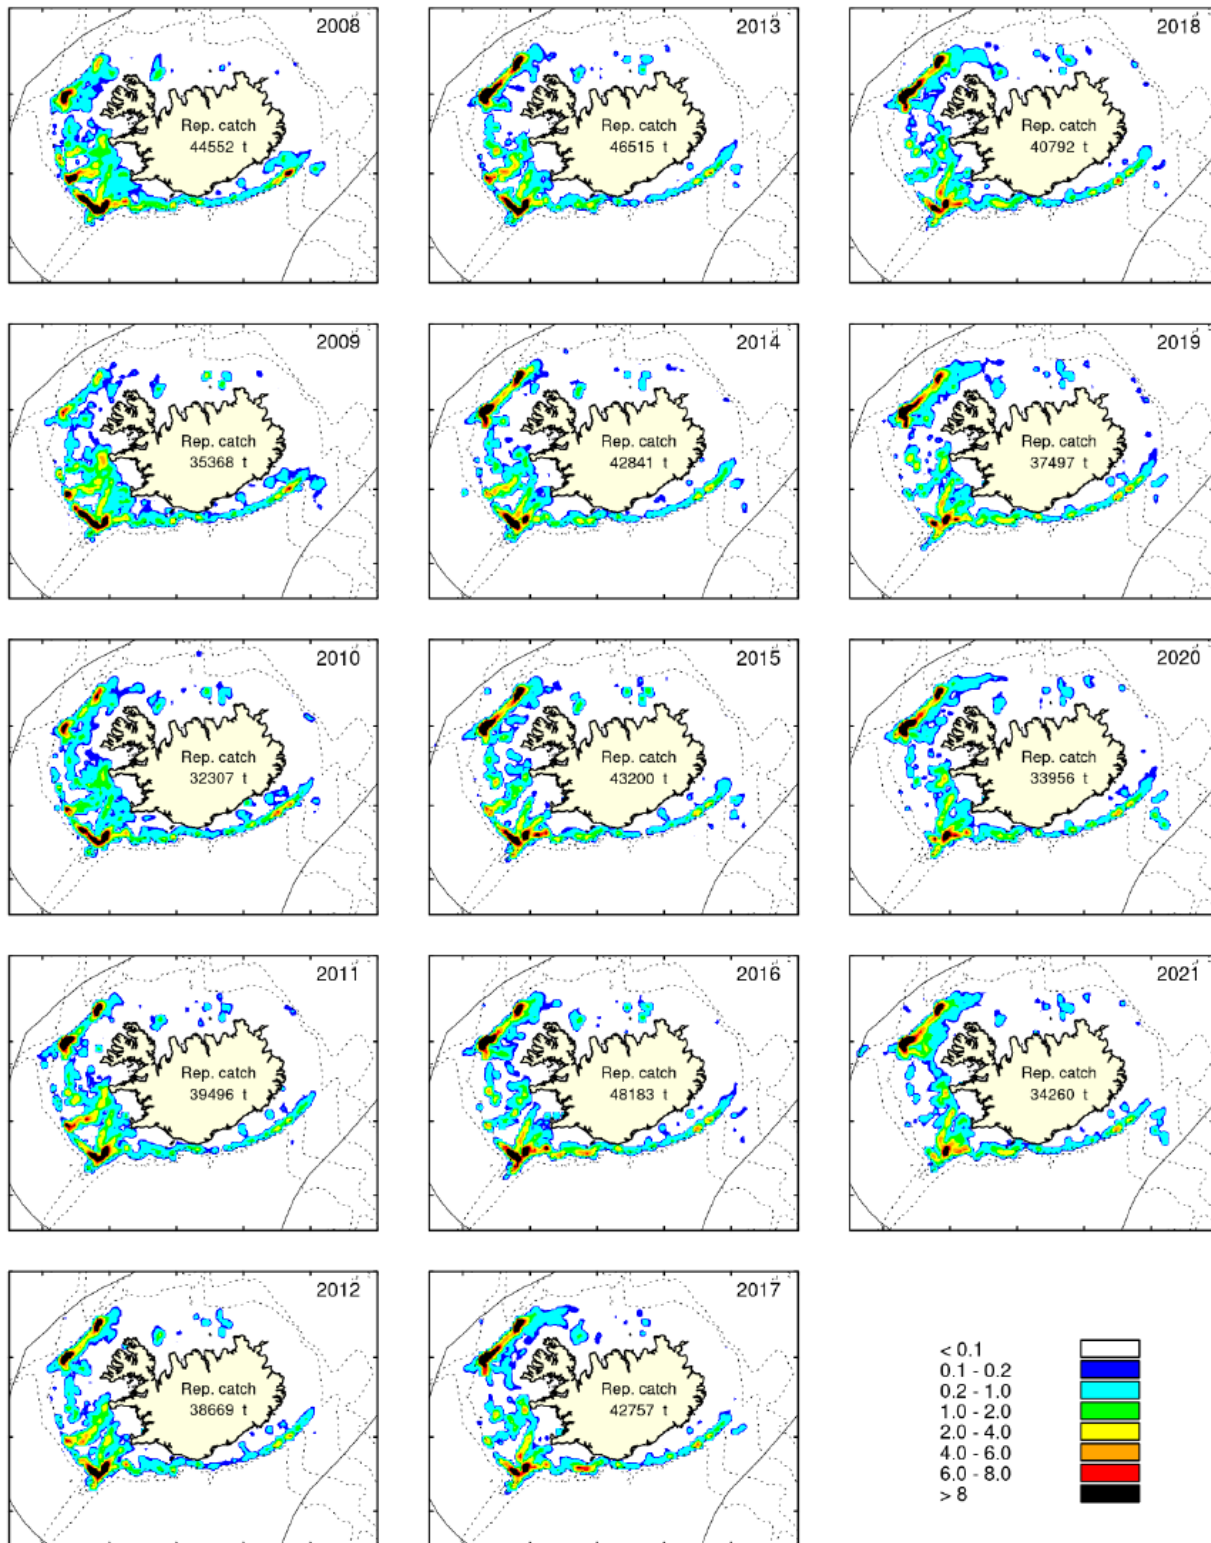 2008
Rep. catch
44552 t
2013
Rep. catch
46515 t
2018
Rep. catch
40792 t
2009
Rep. catch
35368 t
2014
Rep. catch
42841 t
2019
Rep. catch
37497 t
2010
Rep. catch
32307 t
2015
Rep. catch
43200 t
2020
Rep. catch
33956 t
2011
Rep. catch
39496 t
2016
Rep. catch
48183 t
2021
Rep. catch
34260 t
2012
Rep. catch
38669 t
2017
Rep. catch
42757 t
< 0.1
0.1 - 0.2
0.2 - 1.0
1.0 - 2.0
2.0 - 4.0
4.0 - 6.0
6.0 - 8.0
> 8